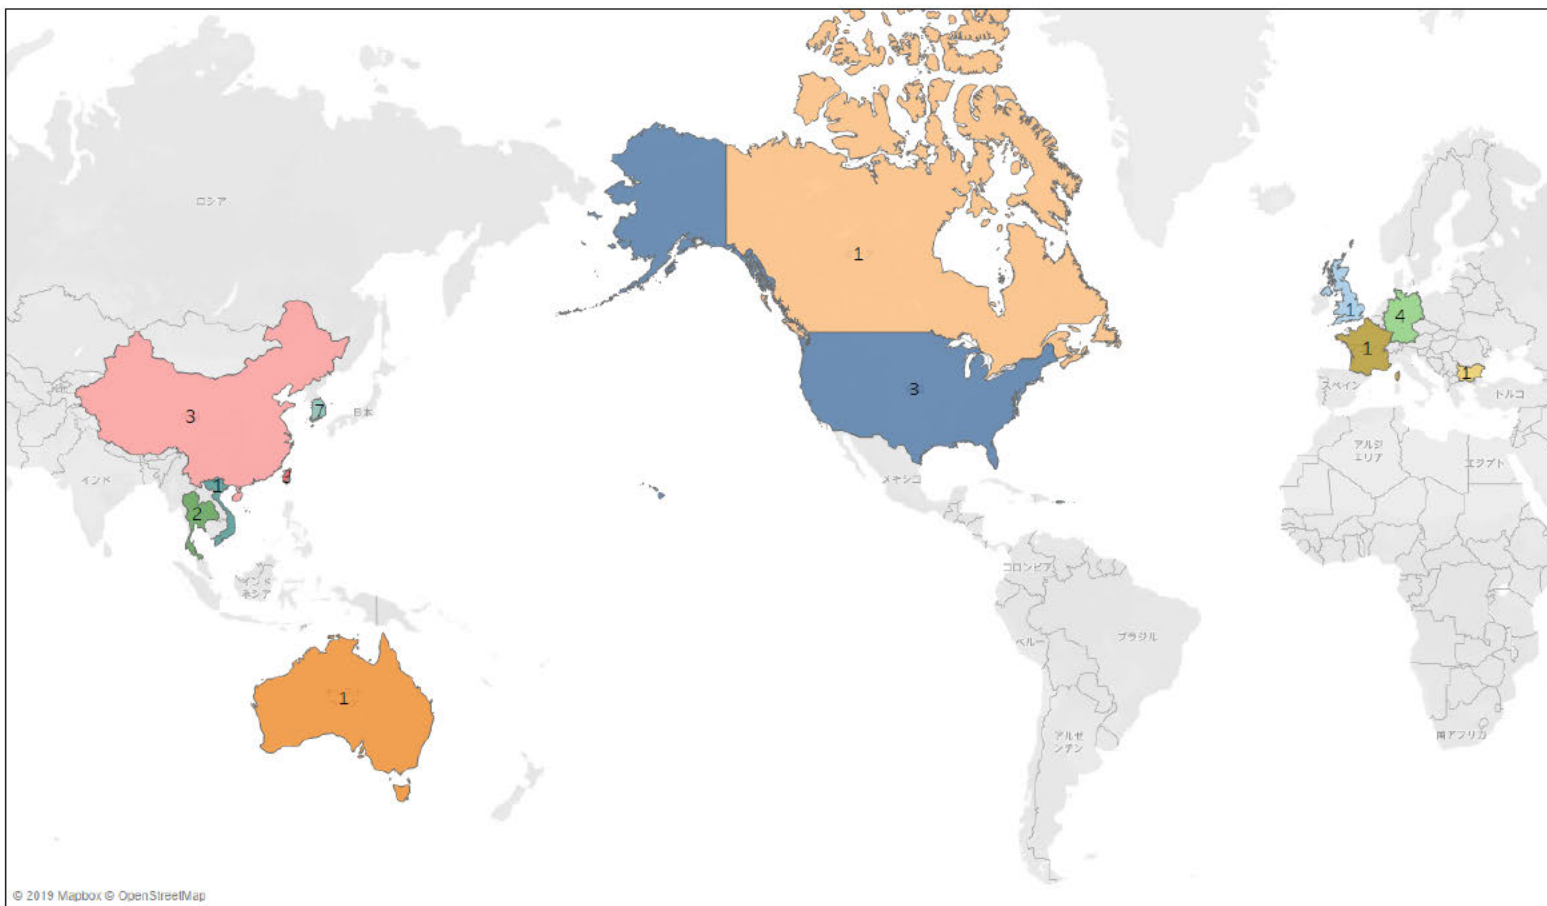 ロシア
1
1
4
1
1
スペイン
トルコ
3
3
7
日本
アルジ
エリア
エジプト
インド
メキシコ
1
2
コロンビア
インド
ネシア
ペルー
ブラジル
1
アルゼ
ンチン
南アフリカ
© 2019 Mapbox © OpenStreetMap